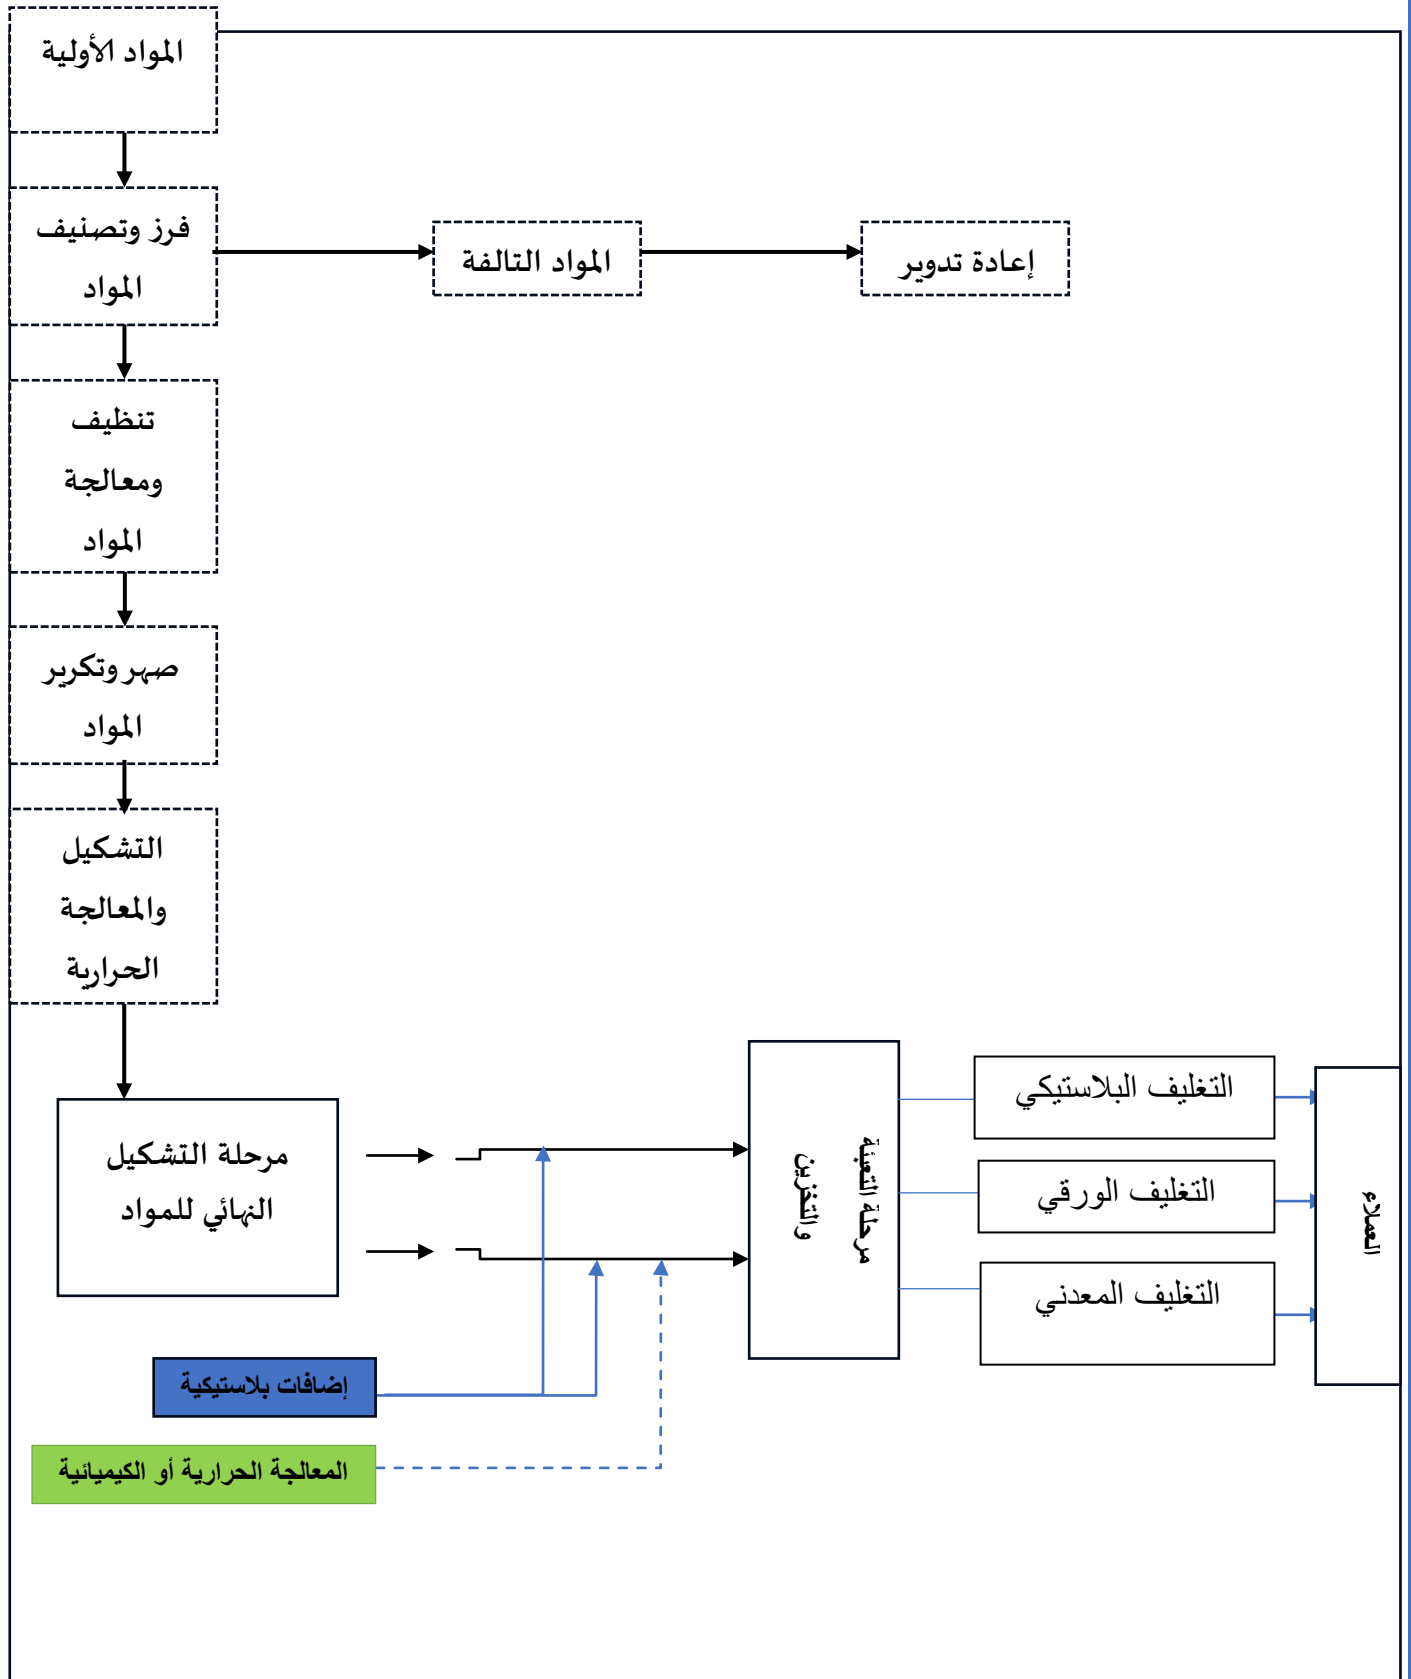 المواد الأولية
فرز وتصنيف
المواد
المواد التالفة
إعادة تدوير
تنظيف
ومعالجة
المواد
صهر وتكرير
المواد
التشكيل
والمعالجة
الحرارية
مرحلة التشكيل
النهائي للمواد
مرحلة التعبئة
والتخزين
التغليف البلاستيكي
التغليف الورقي
التغليف المعدني
العملاء
إضافات بلاستيكية
المعالجة الحرارية أو الكيميائية